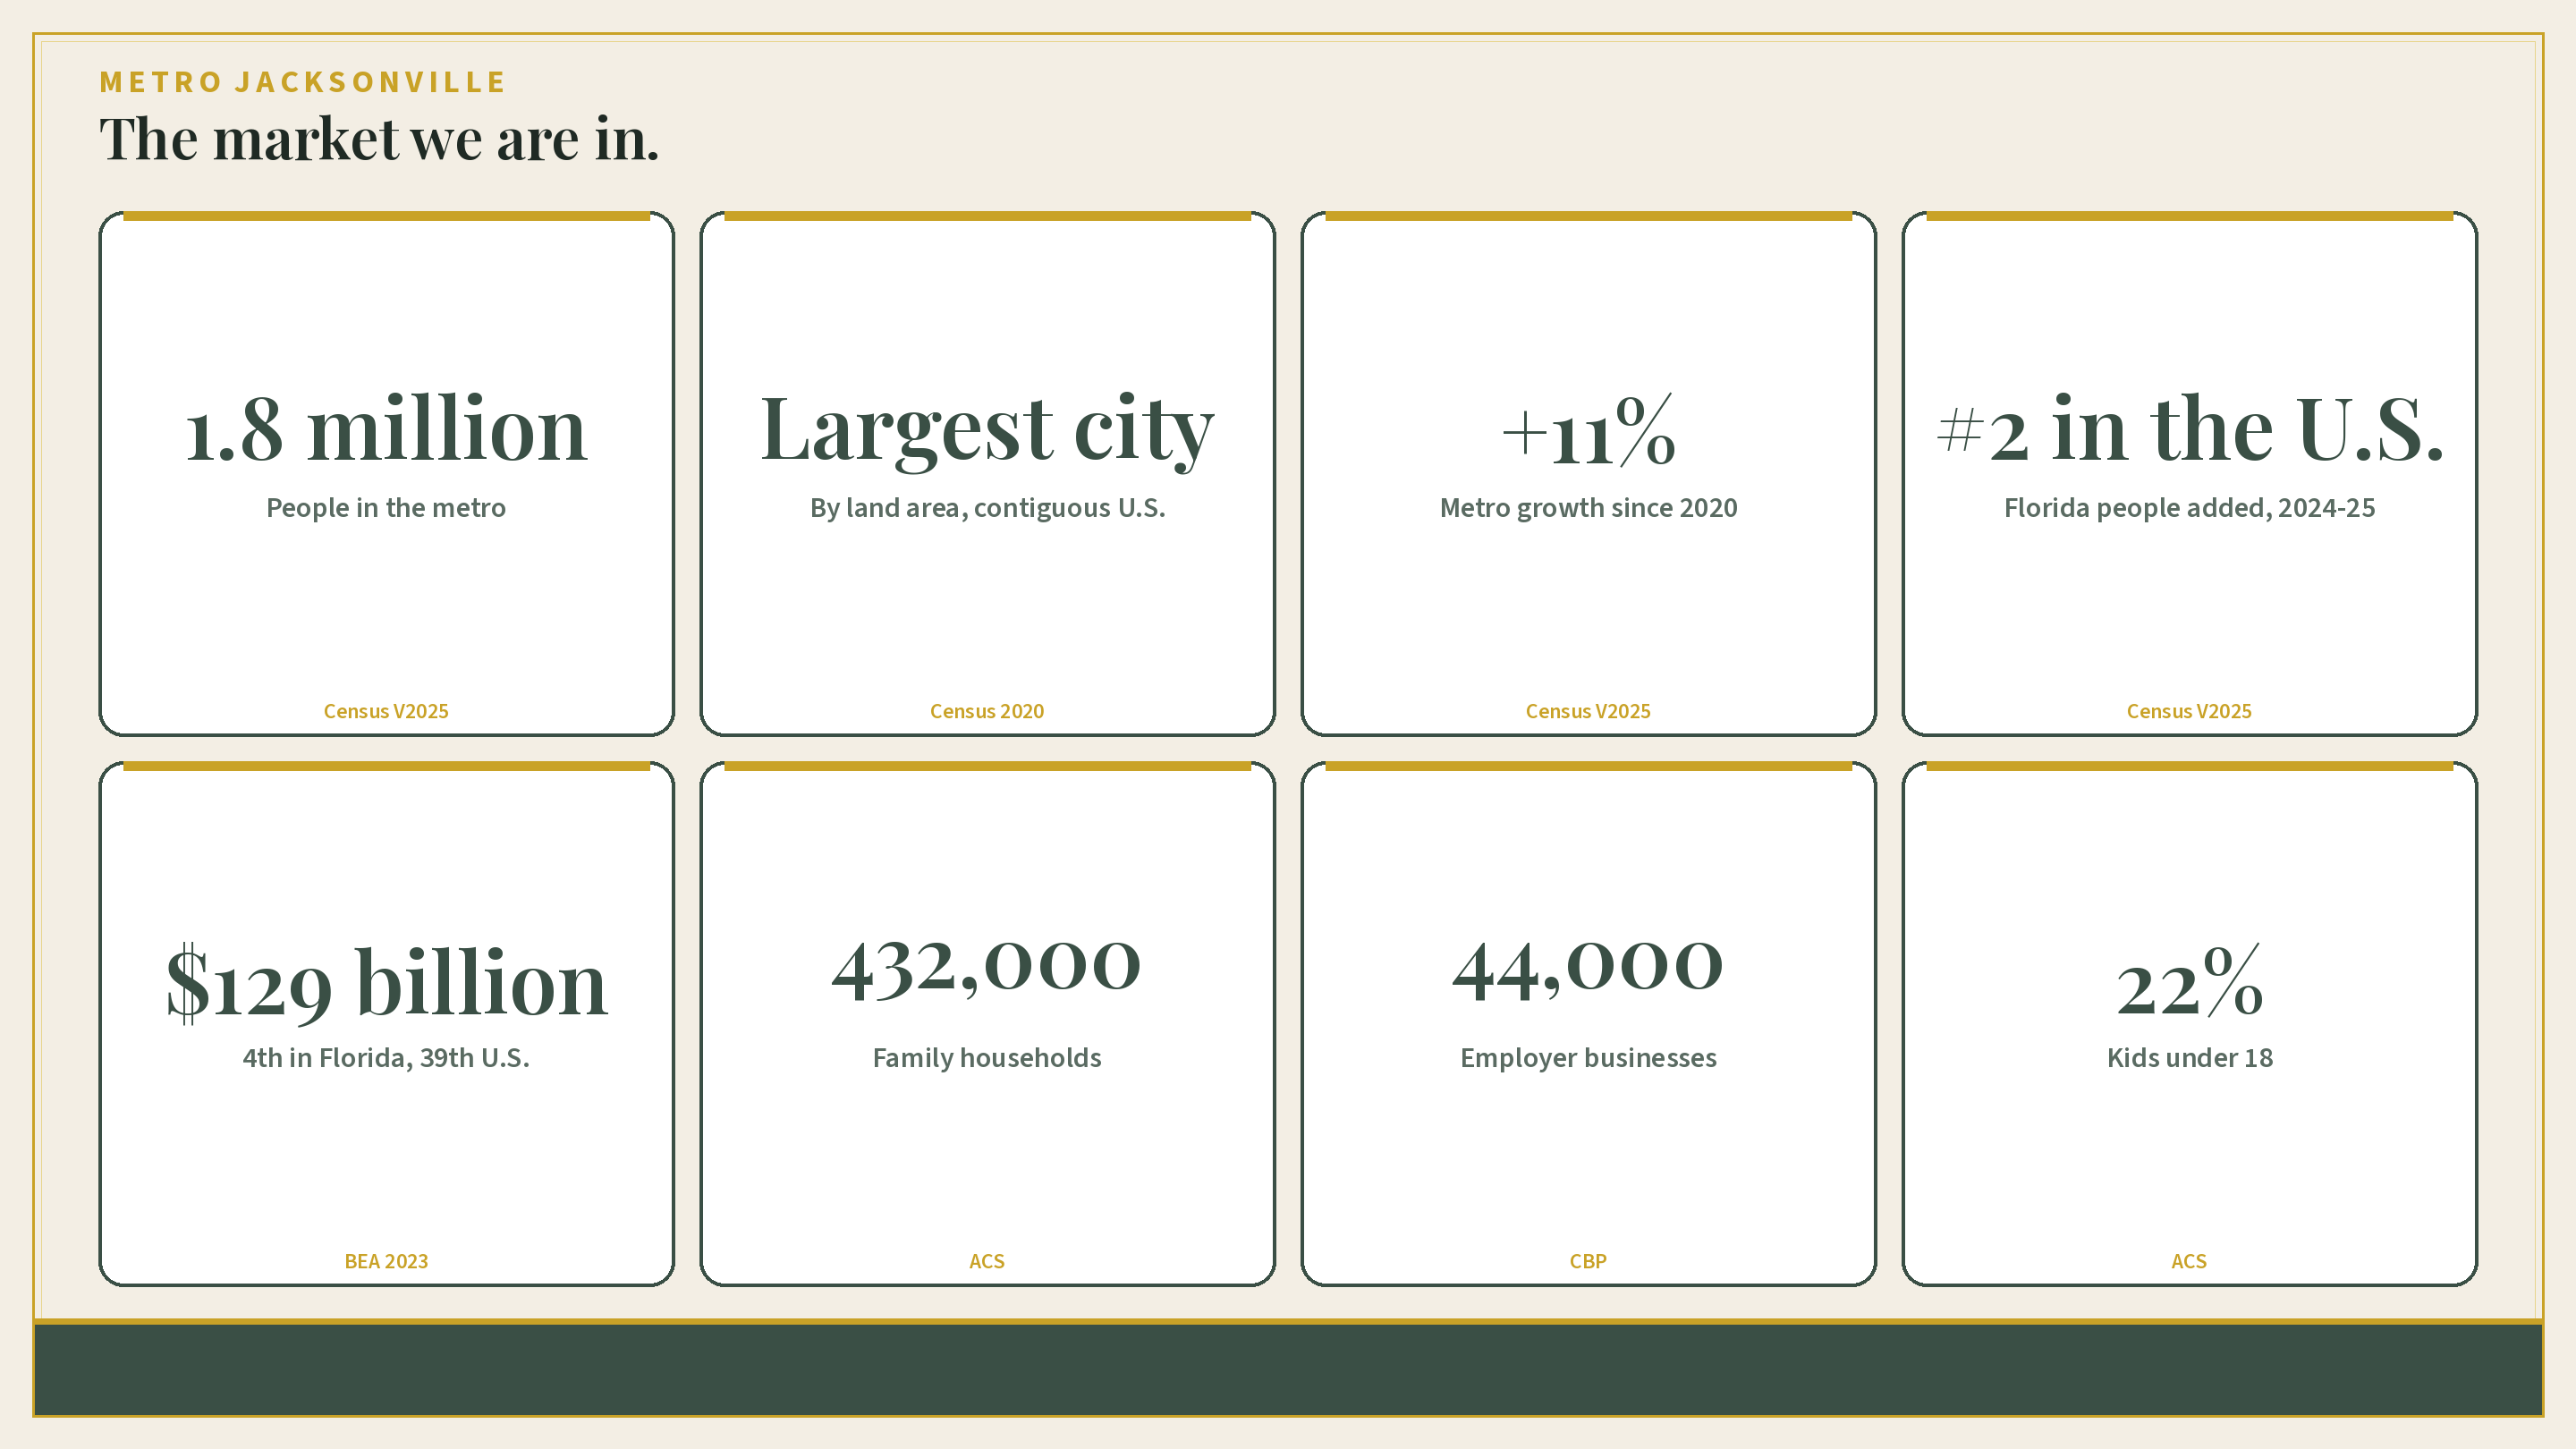 METRO JACKSONVILLE
The market we are in.
1.8 million
People in the metro
Census V2025
Largest city
By land area, contiguous U.S.
Census 2020
+11%
Metro growth since 2020
Census V2025
#2 in the U.S.
Florida people added, 2024-25
Census V2025
$129 billion
4th in Florida, 39th U.S.
BEA 2023
432,000
Family households
ACS
44,000
Employer businesses
CBP
22%
Kids under 18
ACS